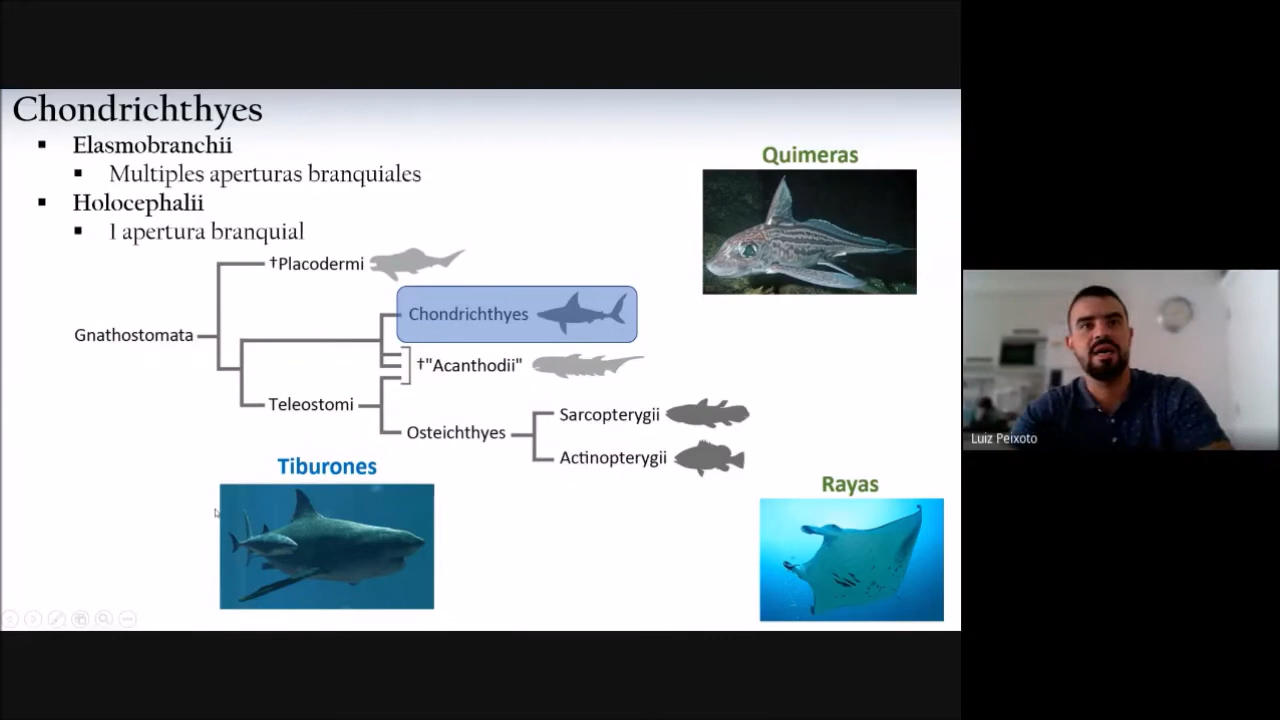 Chondrichthyes
▪ Elasmobranchii
▪ Multiples aperturas branquiales
▪ Holocephalii
▪ 1 apertura branquial
Quimeras
†Placodermi
Chondrichthyes
Gnathostomata
†"Acanthodii"
Teleostomi
Sarcopterygii
Osteichthyes
Actinopterygii
Tiburones
Rayas
Luiz Peixoto